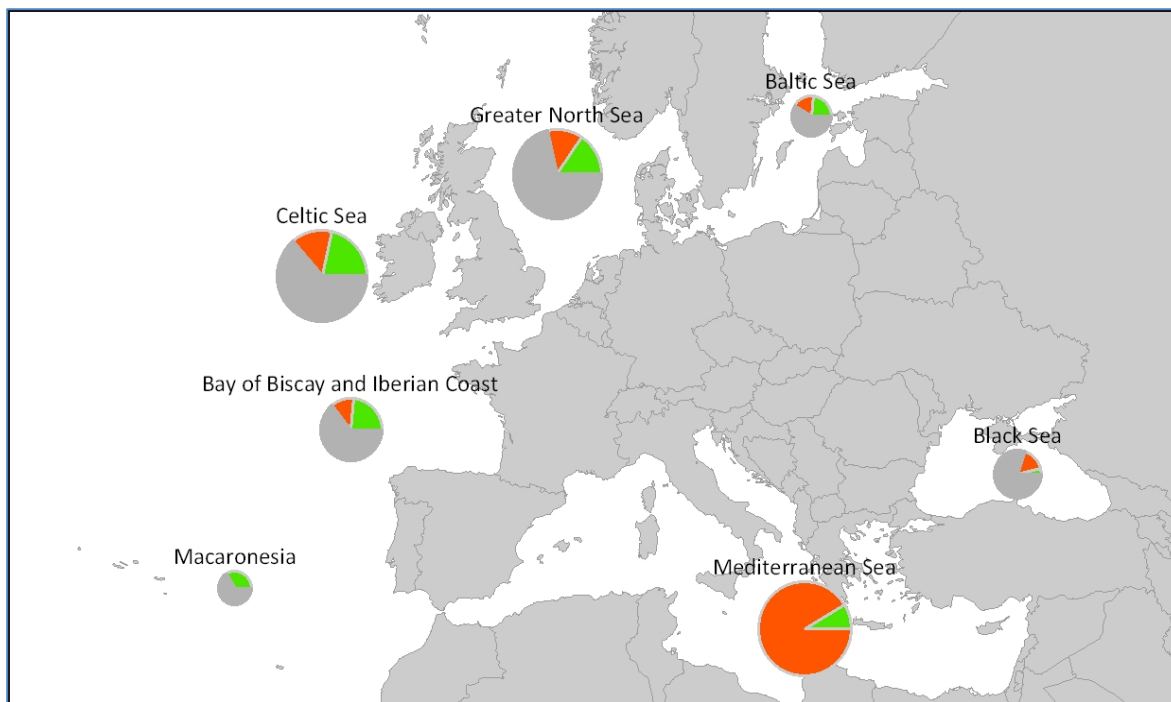 Baltic Sea
Greater North Sea
Celtic Sea
Bay of Biscay and Iberian Coast
Black Sea
Macaronesia
Mediterranean Sea